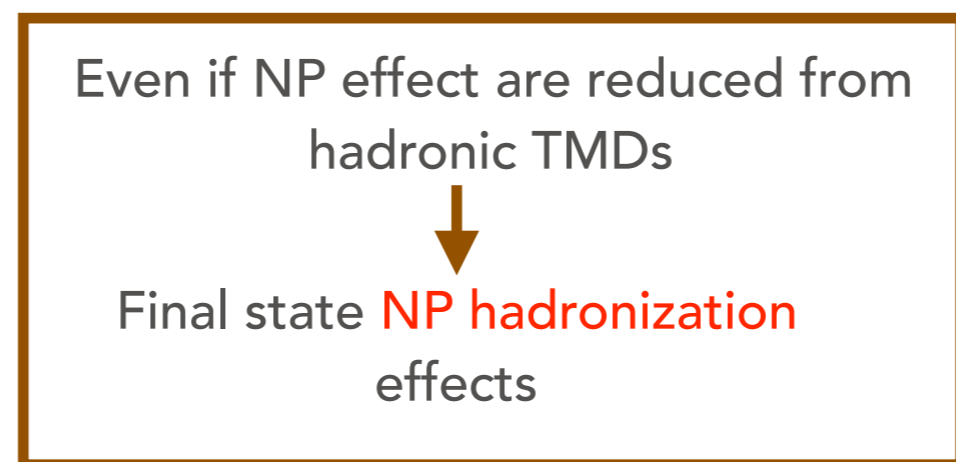 Even if NP effect are reduced from
hadronic TMDs
Final state NP hadronization
effects